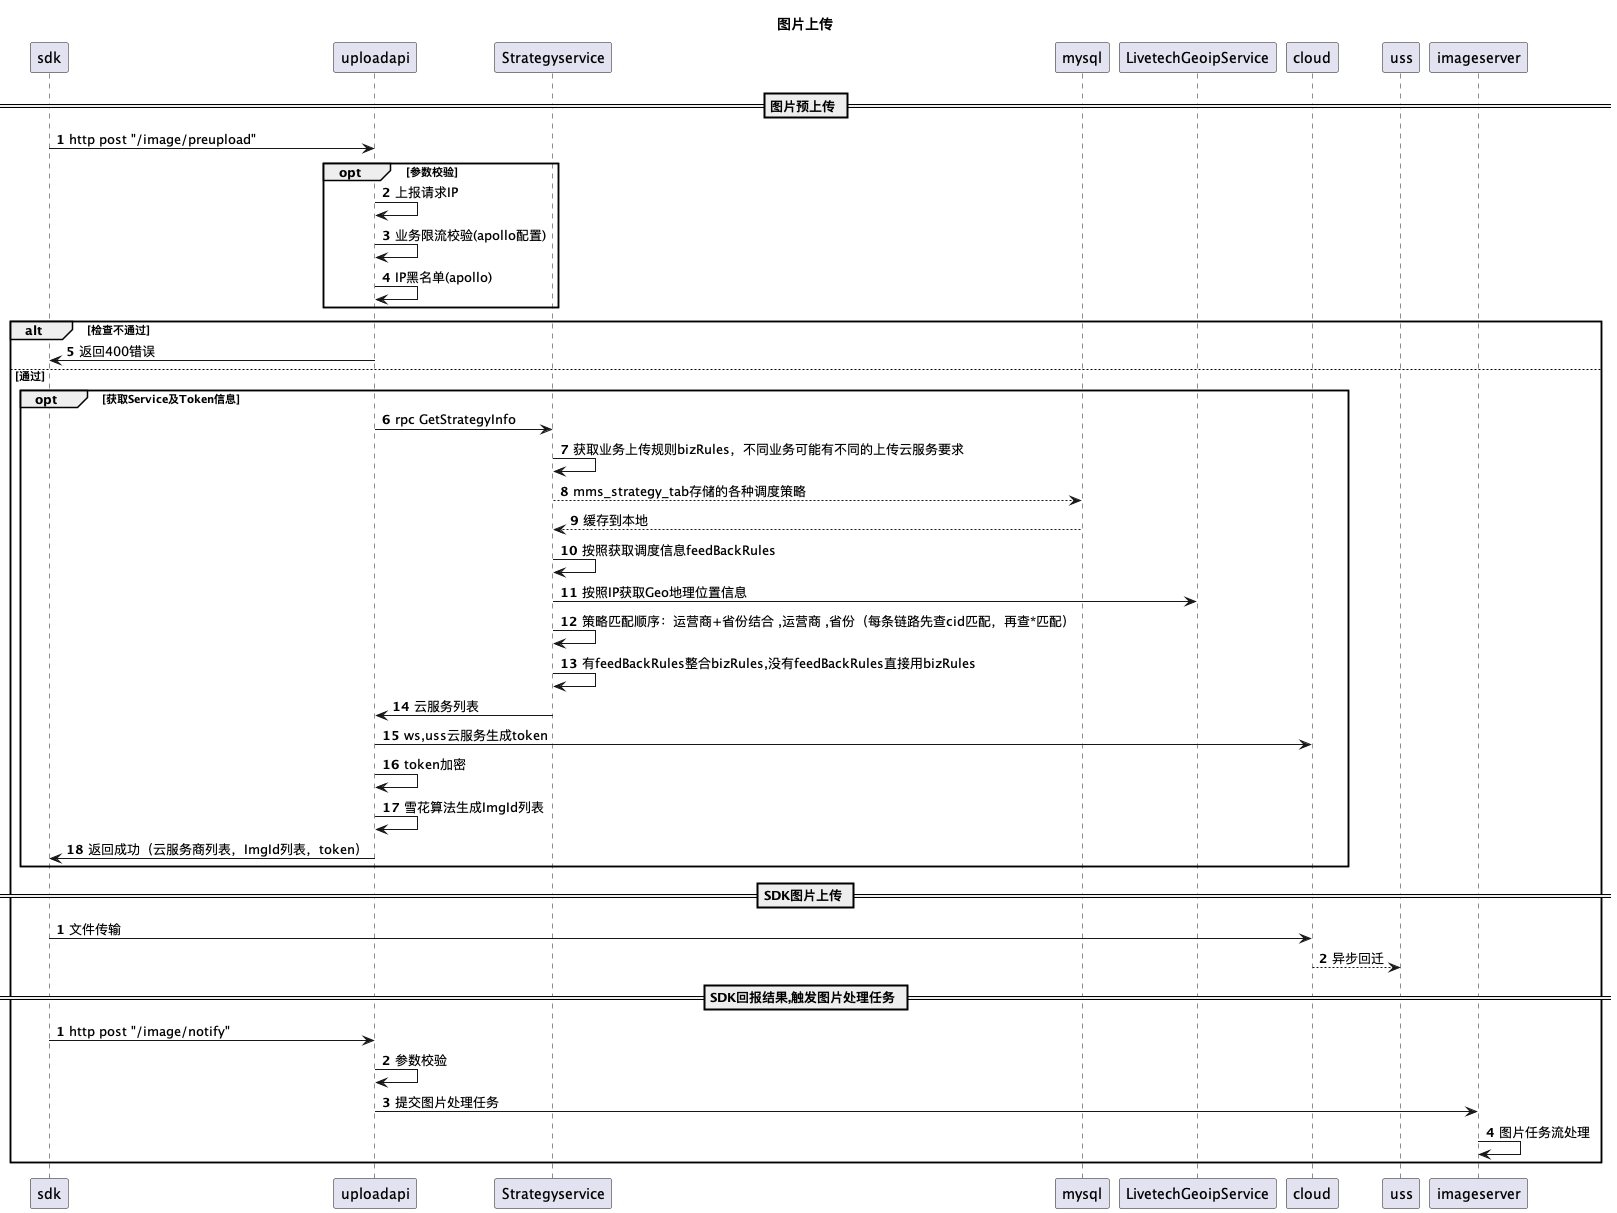 图片上传
sdk
uploadapi
Strategyservice
mysql
LivetechGeoipService
cloud
uss
imageserver
图片预上传
1 http post "/image/preupload"
opt [参数校验]
2 上报请求IP
3 业务限流校验(apollo配置)
4 IP黑名单(apollo)
alt [检查不通过]
5 返回400错误
[通过]
opt [获取Service及Token信息]
6 rpc GetStrategyInfo
7 获取业务上传规则bizRules，不同业务可能有不同的上传云服务要求
8 mms_strategy_tab存储的各种调度策略
9 缓存到本地
10 按照获取调度信息feedBackRules
11 按照IP获取Geo地理位置信息
12 策略匹配顺序：运营商+省份结合 ,运营商 ,省份（每条链路先查cid匹配，再查*匹配）
13 有feedBackRules整合bizRules,没有feedBackRules直接用bizRules
14 云服务列表
15 ws,uss云服务生成token
16 token加密
17 雪花算法生成ImgId列表
18 返回成功（云服务商列表，ImgId列表，token）
SDK图片上传
1 文件传输
2 异步回迁
SDK回报结果,触发图片处理任务
1 http post "/image/notify"
2 参数校验
3 提交图片处理任务
4 图片任务流处理
sdk
uploadapi
Strategyservice
mysql
LivetechGeoipService
cloud
uss
imageserver